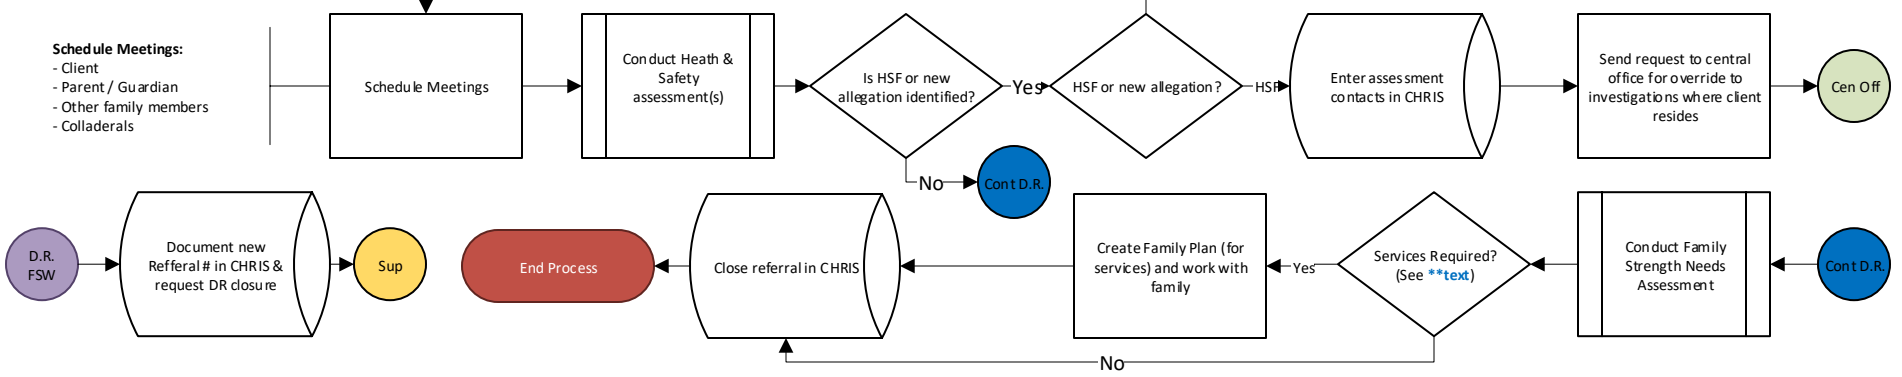 Schedule Meetings:
- Client
- Parent / Guardian
- Other family members
- Colladerals
Schedule Meetings
Conduct Heath &
Safety
assessment(s)
Is HSF or new
allegation identified?
Yes
No
Cont D.R.
HSF or new allegation ?
HSF
Enter assessment
contacts in CHRIS
Send request to central
office for override to
investigations where client
resides
Cen Off
D.R.
FSW
Document new
Refferal # in CHRIS &
request DR closure
Sup
End Process
Close referral in CHRIS
Create Family Plan (for
services) and work with
family
Yes
Services Required?
(See **text)
No
Conduct Family
Strength Needs
Assessment
Cont D.R.